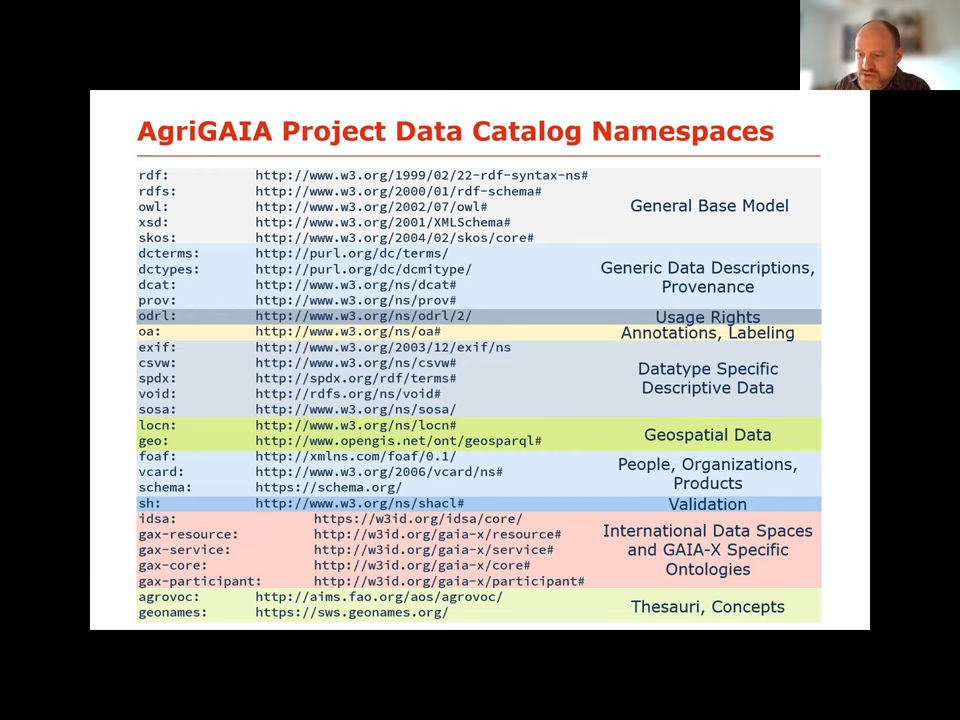 AgriGAIA Project Data Catalog Namespaces
rdf: http://www.w3.org/1999/02/22-rdf-syntax-ns#
rdfs: http://www.w3.org/2000/01/rdf-schema#
owl: http://www.w3.org/2002/07/owl#
xsd: http://www.w3.org/2001/XMLSchema#
skos: http://www.w3.org/2004/02/skos/core#
General Base Model
dcterms: http://purl.org/dc/terms/
dctypes: http://purl.org/dc/dcmitype/
dcat: http://www.w3.org/ns/dcat#
prov: http://www.w3.org/ns/prov#
Generic Data Descriptions,
Provenance
odrl: http://www.w3.org/ns/odrl/2/
Usage Rights
oa: http://www.w3.org/ns/oa#
Annotations, Labeling
exif: http://www.w3.org/2003/12/exif/ns
csvw: http://www.w3.org/ns/csvw#
spdx: http://spdx.org/rdf/terms#
void: http://rdfs.org/ns/void#
sosa: http://www.w3.org/ns/sosa/
Datatype Specific
Descriptive Data
locn: http://www.w3.org/ns/locn#
geo: http://www.opengis.net/ont/geosparql#
Geospatial Data
foaf: http://xmlns.com/foaf/0.1/
vcard: http://www.w3.org/2006/vcard/ns#
schema: https://schema.org/
People, Organizations,
Products
sh: http://www.w3.org/ns/shacl#
Validation
idsa: https://w3id.org/idsa/core/
gax-resource: http://w3id.org/gaia-x/resource#
gax-service: http://w3id.org/gaia-x/service#
gax-core: http://w3id.org/gaia-x/core#
gax-participant: http://w3id.org/gaia-x/participant#
International Data Spaces
and GAIA-X Specific
Ontologies
agrovoc: http://aims.fao.org/aos/agrovoc/
geonames: https://sws.geonames.org/
Thesauri, Concepts